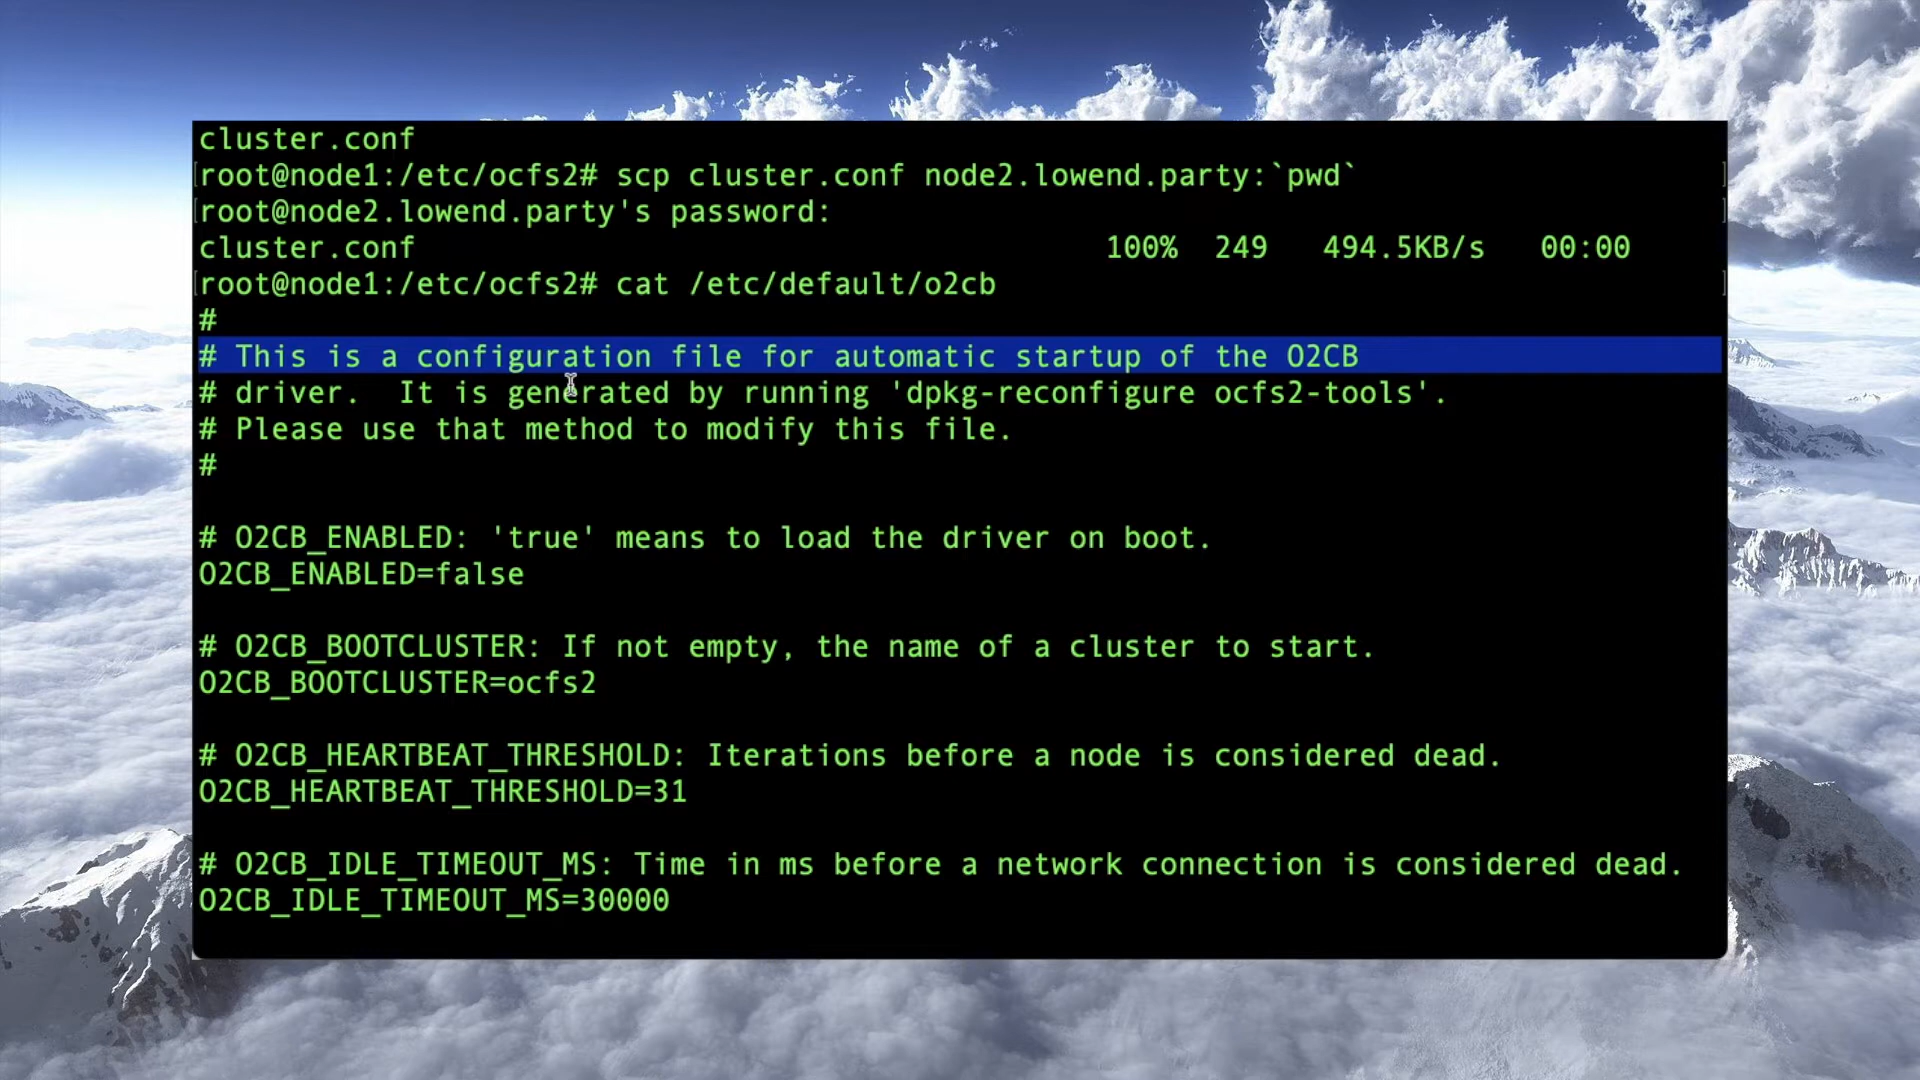 cluster.conf
[root@node1:/etc/ocfs2# scp cluster.conf node2.lowend.party:`pwd` ]
[root@node2.lowend.party's password: ]
cluster.conf 100% 249 494.5KB/s 00:00
[root@node1:/etc/ocfs2# cat /etc/default/o2cb ]
#
# This is a configuration file for automatic startup of the O2CB
# driver.  It is generated by running 'dpkg-reconfigure ocfs2-tools'.
# Please use that method to modify this file.
#
# O2CB_ENABLED: 'true' means to load the driver on boot.
O2CB_ENABLED=false
# O2CB_BOOTCLUSTER: If not empty, the name of a cluster to start.
O2CB_BOOTCLUSTER=ocfs2
# O2CB_HEARTBEAT_THRESHOLD: Iterations before a node is considered dead.
O2CB_HEARTBEAT_THRESHOLD=31
# O2CB_IDLE_TIMEOUT_MS: Time in ms before a network connection is considered dead.
O2CB_IDLE_TIMEOUT_MS=30000